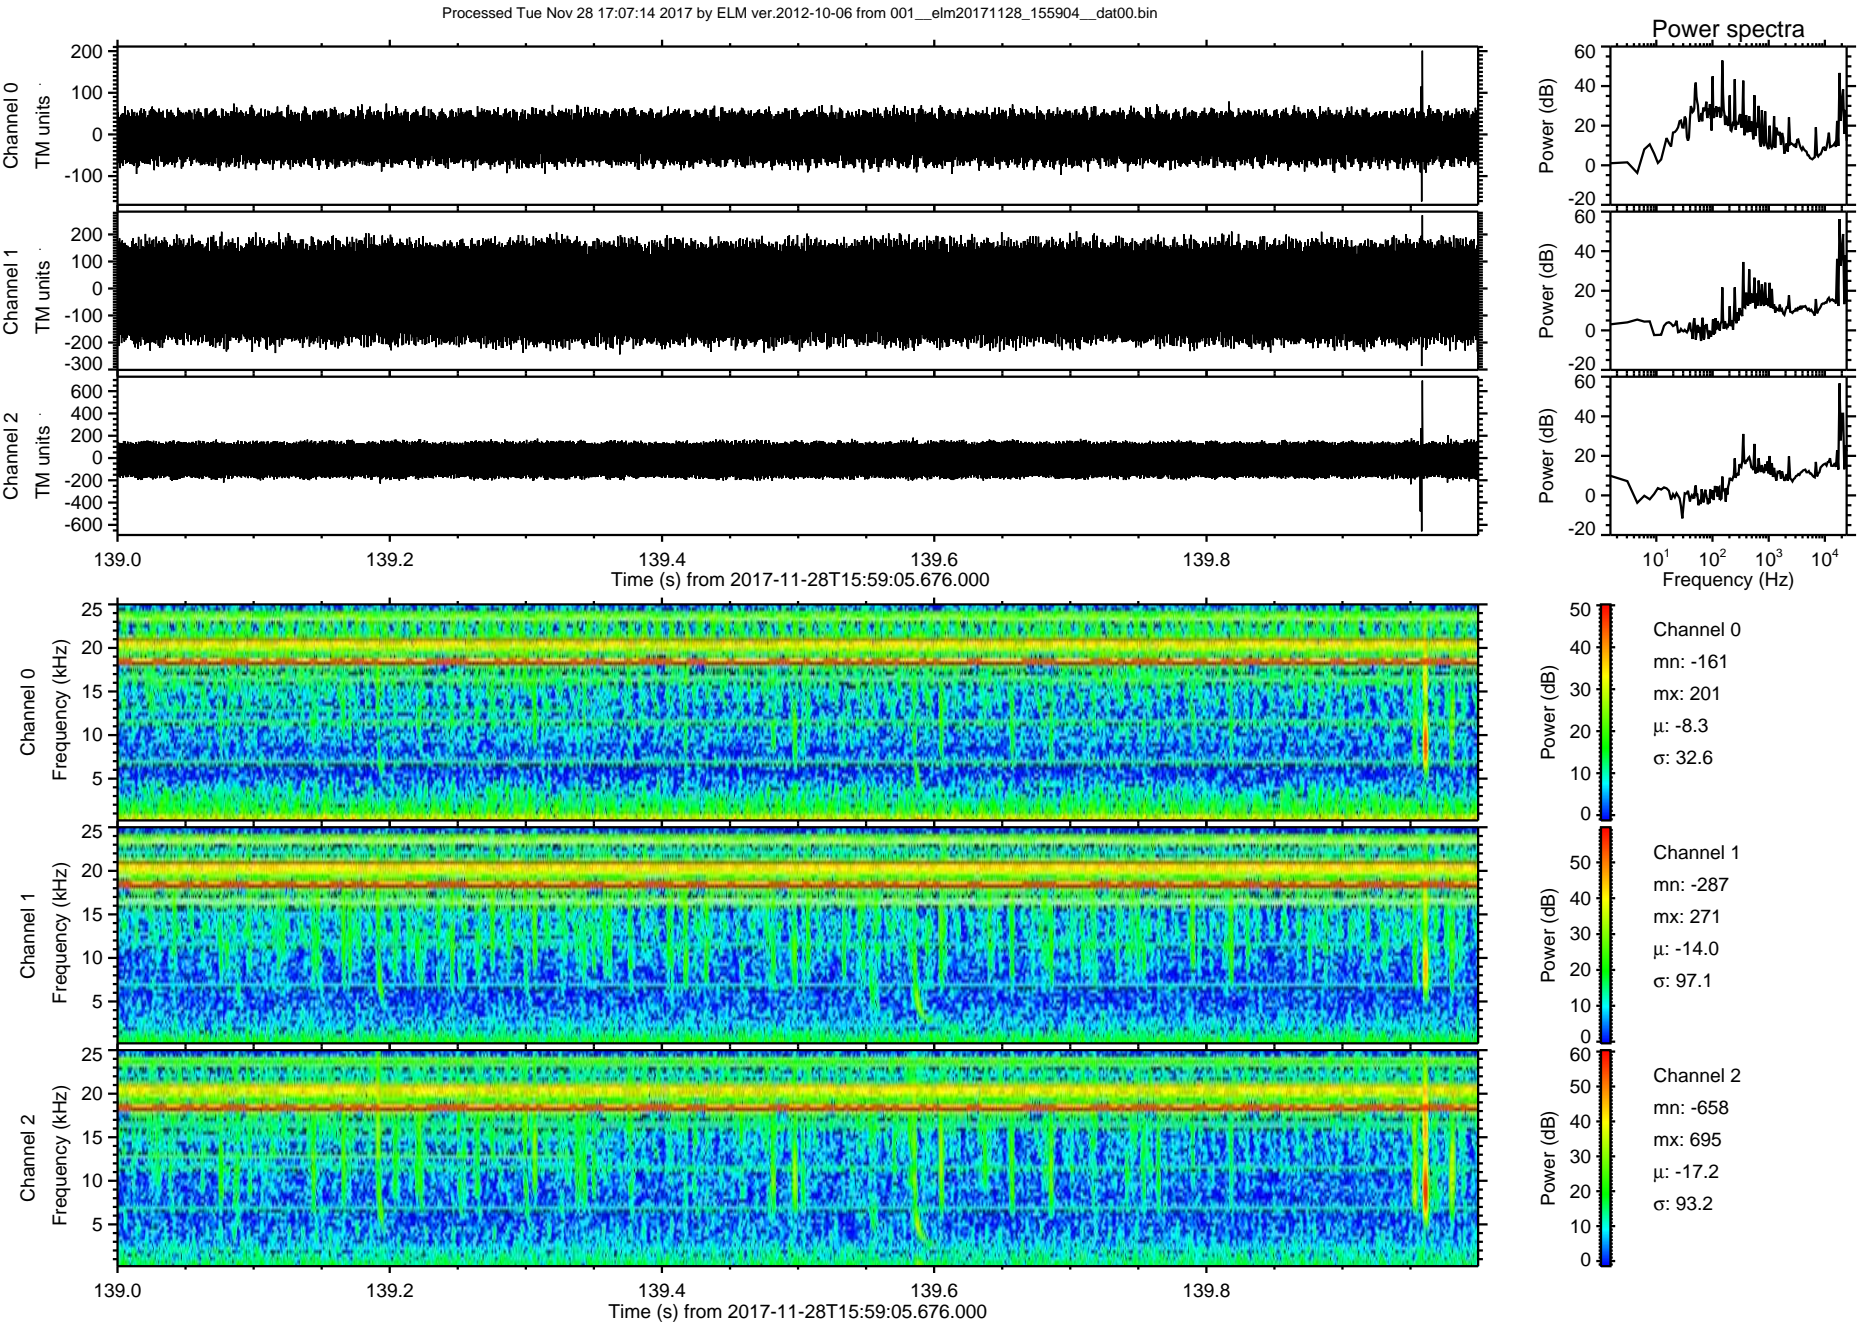 Processed Tue Nov 28 17:07:14 2017 by ELM ver.2012-10-06 from 001__elm20171128_155904__dat00.bin
Power spectra
Channel 0
TM units
200
100
0
-100
Power (dB)
60
40
20
0
-20
Channel 1
TM units
200
100
0
-100
-200
-300
Power (dB)
60
40
20
0
-20
Channel 2
TM units
600
400
200
0
-200
-400
-600
Power (dB)
60
40
20
0
-20
139.0 139.2 139.4 139.6 139.8
Time (s) from 2017-11-28T15:59:05.676.000
10^1 10^2 10^3 10^4
Frequency (Hz)
Channel 0
Frequency (kHz)
25
20
15
10
5
Power (dB)
50
40
30
20
10
0
Channel 0
mn: -161
mx: 201
μ: -8.3
σ: 32.6
Channel 1
Frequency (kHz)
25
20
15
10
5
Power (dB)
50
40
30
20
10
0
Channel 1
mn: -287
mx: 271
μ: -14.0
σ: 97.1
Channel 2
Frequency (kHz)
25
20
15
10
5
Power (dB)
60
50
40
30
20
10
0
Channel 2
mn: -658
mx: 695
μ: -17.2
σ: 93.2
139.0 139.2 139.4 139.6 139.8
Time (s) from 2017-11-28T15:59:05.676.000